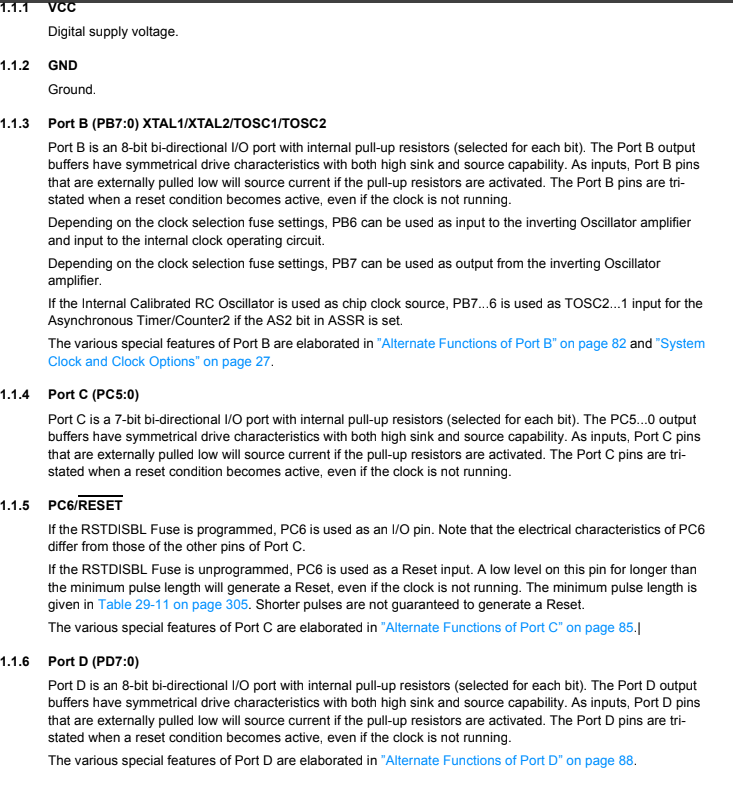 1.1.1 VCC
Digital supply voltage.
1.1.2 GND
Ground.
1.1.3 Port B (PB7:0) XTAL1/XTAL2/TOSC1/TOSC2
Port B is an 8-bit bi-directional I/O port with internal pull-up resistors (selected for each bit). The Port B output
buffers have symmetrical drive characteristics with both high sink and source capability. As inputs, Port B pins
that are externally pulled low will source current if the pull-up resistors are activated. The Port B pins are tri-
stated when a reset condition becomes active, even if the clock is not running.
Depending on the clock selection fuse settings, PB6 can be used as input to the inverting Oscillator amplifier
and input to the internal clock operating circuit.
Depending on the clock selection fuse settings, PB7 can be used as output from the inverting Oscillator
amplifier.
If the Internal Calibrated RC Oscillator is used as chip clock source, PB7...6 is used as TOSC2...1 input for the
Asynchronous Timer/Counter2 if the AS2 bit in ASSR is set.
The various special features of Port B are elaborated in "Alternate Functions of Port B" on page 82 and "System
Clock and Clock Options" on page 27.
1.1.4 Port C (PC5:0)
Port C is a 7-bit bi-directional I/O port with internal pull-up resistors (selected for each bit). The PC5...0 output
buffers have symmetrical drive characteristics with both high sink and source capability. As inputs, Port C pins
that are externally pulled low will source current if the pull-up resistors are activated. The Port C pins are tri-
stated when a reset condition becomes active, even if the clock is not running.
1.1.5 PC6/RESET
If the RSTDISBL Fuse is programmed, PC6 is used as an I/O pin. Note that the electrical characteristics of PC6
differ from those of the other pins of Port C.
If the RSTDISBL Fuse is unprogrammed, PC6 is used as a Reset input. A low level on this pin for longer than
the minimum pulse length will generate a Reset, even if the clock is not running. The minimum pulse length is
given in Table 29-11 on page 305. Shorter pulses are not guaranteed to generate a Reset.
The various special features of Port C are elaborated in "Alternate Functions of Port C" on page 85.|
1.1.6 Port D (PD7:0)
Port D is an 8-bit bi-directional I/O port with internal pull-up resistors (selected for each bit). The Port D output
buffers have symmetrical drive characteristics with both high sink and source capability. As inputs, Port D pins
that are externally pulled low will source current if the pull-up resistors are activated. The Port D pins are tri-
stated when a reset condition becomes active, even if the clock is not running.
The various special features of Port D are elaborated in "Alternate Functions of Port D" on page 88.